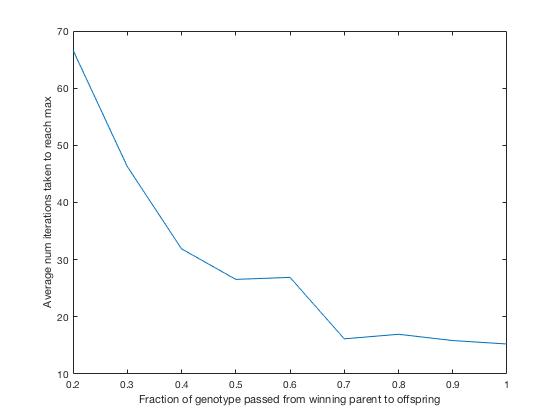 70
60
50
40
30
20
10
Average num iterations taken to reach max
0.2 0.3 0.4 0.5 0.6 0.7 0.8 0.9 1
Fraction of genotype passed from winning parent to offspring